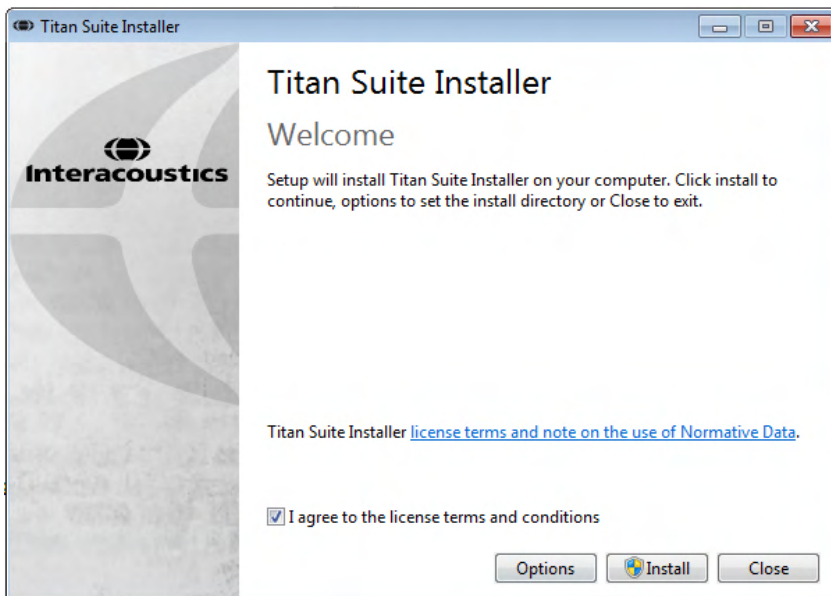 Titan Suite Installer
Titan Suite Installer
Welcome
Interacoustics
Setup will install Titan Suite Installer on your computer. Click install to
continue, options to set the install directory or Close to exit.
Titan Suite Installer license terms and note on the use of Normative Data.
I agree to the license terms and conditions
Options
Install
Close